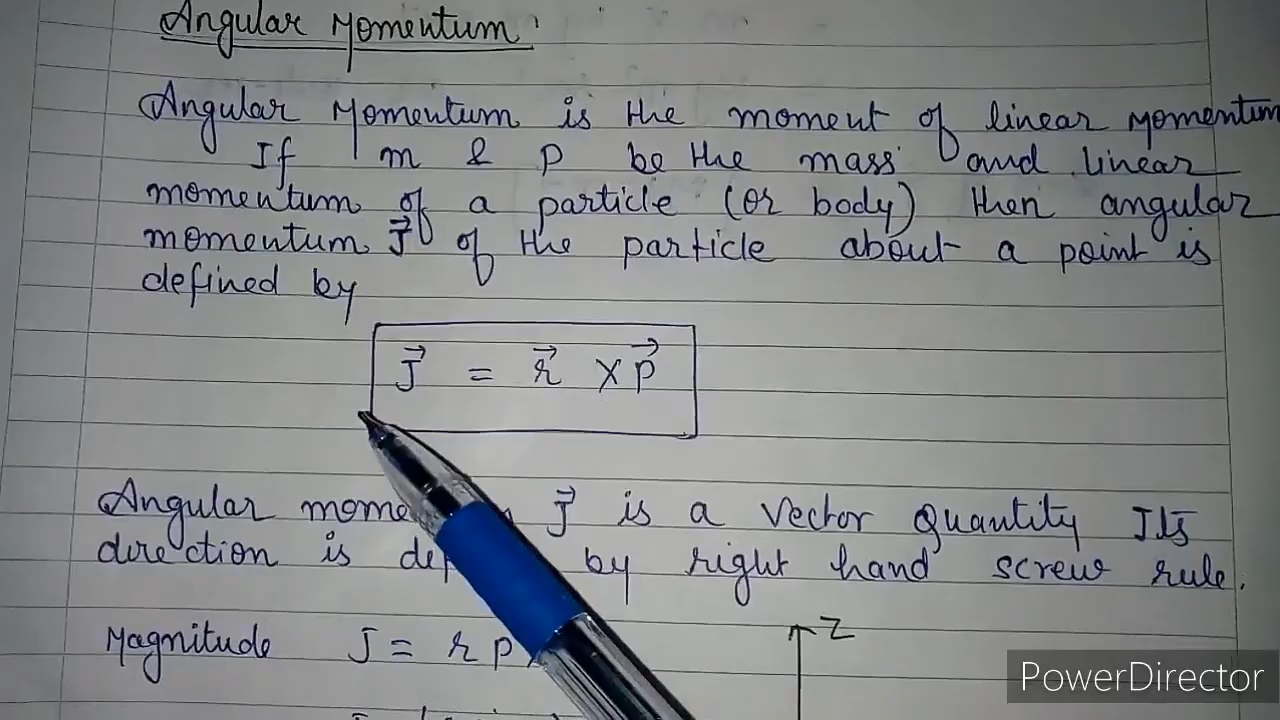 Angular Momentum:
Angular Momentum is the moment of linear Momentum
If m & p be the mass and linear
momentum of a particle (or body) then angular
momentum J⃗ of the particle about a point is
defined by
J⃗ = r⃗ × p⃗
Angular J⃗ is a vector quantity Its
direction is by right hand screw rule.
Magnitude J = r p
Z
PowerDirector